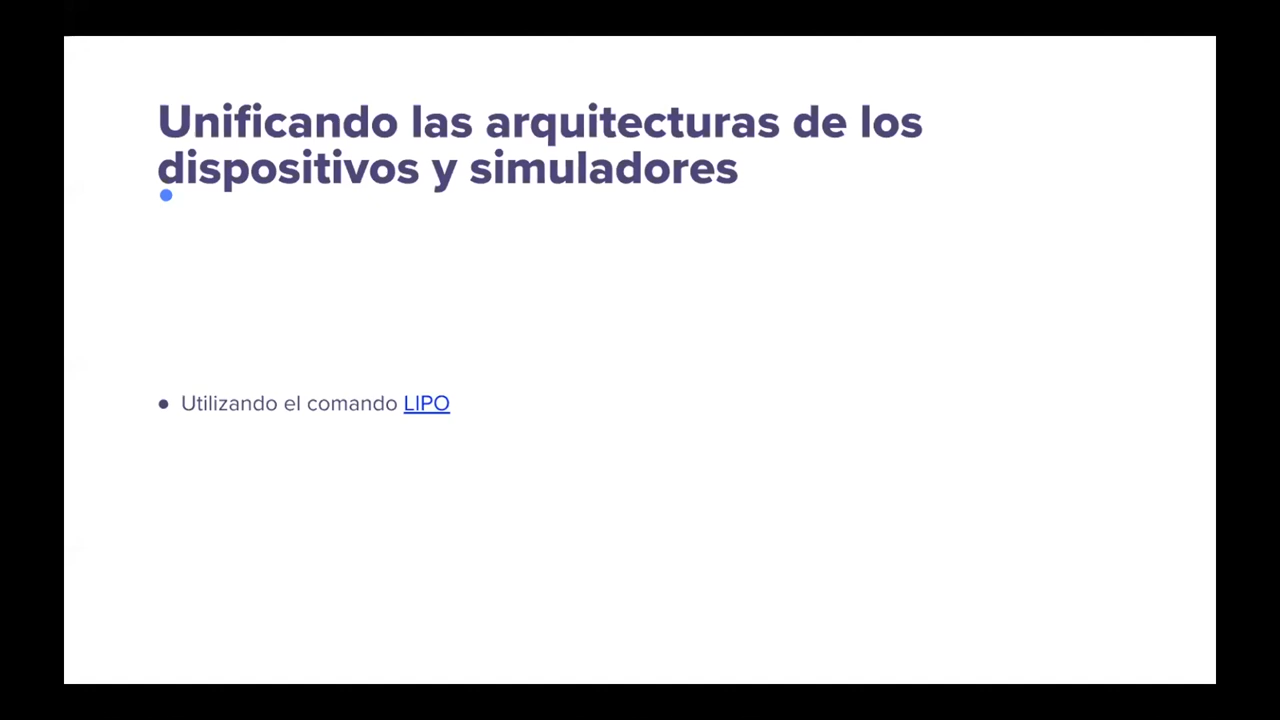 Unificando las arquitecturas de los
dispositivos y simuladores
● Utilizando el comando LIPO